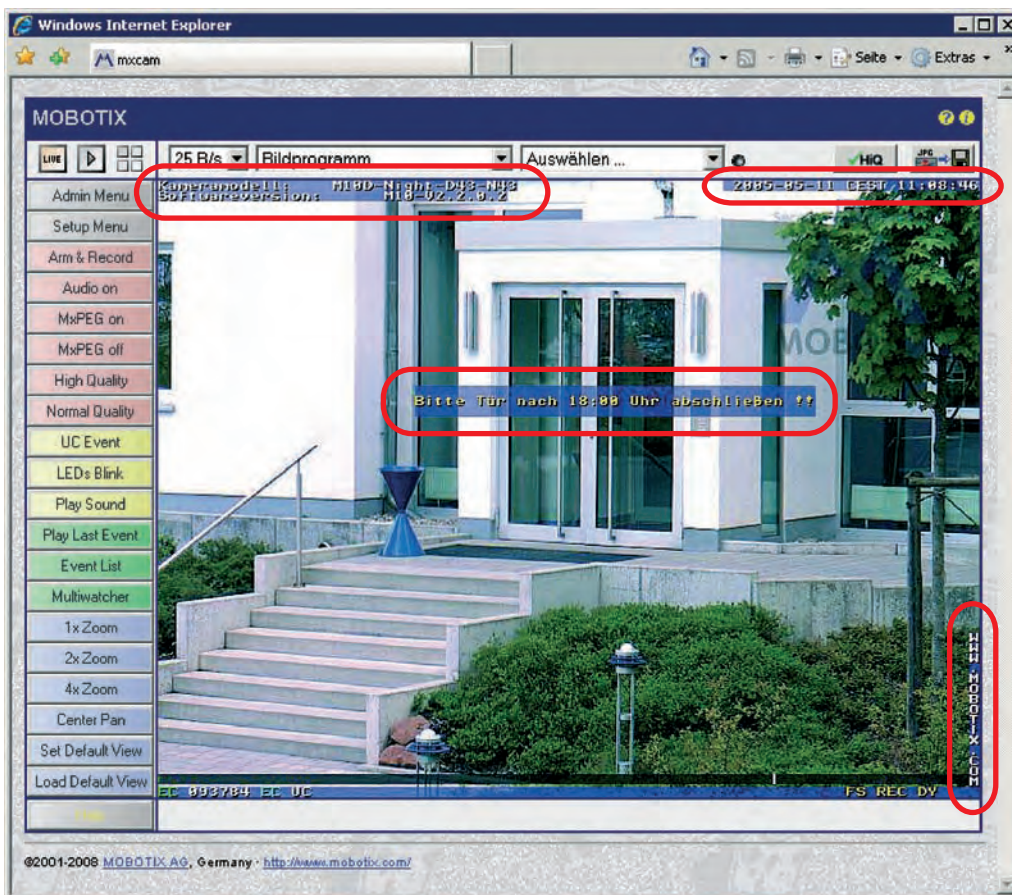 Windows Internet Explorer
mxcam
Seite
Extras
MOBOTIX
LIVE
25 B/s
Bildprogramm
Auswählen ...
HiQ
JPG
Admin Menu
Setup Menu
Arm & Record
Audio on
MxPEG on
MxPEG off
High Quality
Normal Quality
UC Event
LEDs Blink
Play Sound
Play Last Event
Event List
Multiwatcher
1x Zoom
2x Zoom
4x Zoom
Center Pan
Set Default View
Load Default View
Kameramodell: M10D-Night-D43-N43
Softwareversion: M10-V2.2.0.2
2005-05-11 CEST 11:08:46
MOBO
Bitte Tür nach 18:00 Uhr abschließen !!
WWW.MOBOTIX.COM
EC 093784 EC UC
FS REC DY
©2001-2008 MOBOTIX AG, Germany · http://www.mobotix.com/